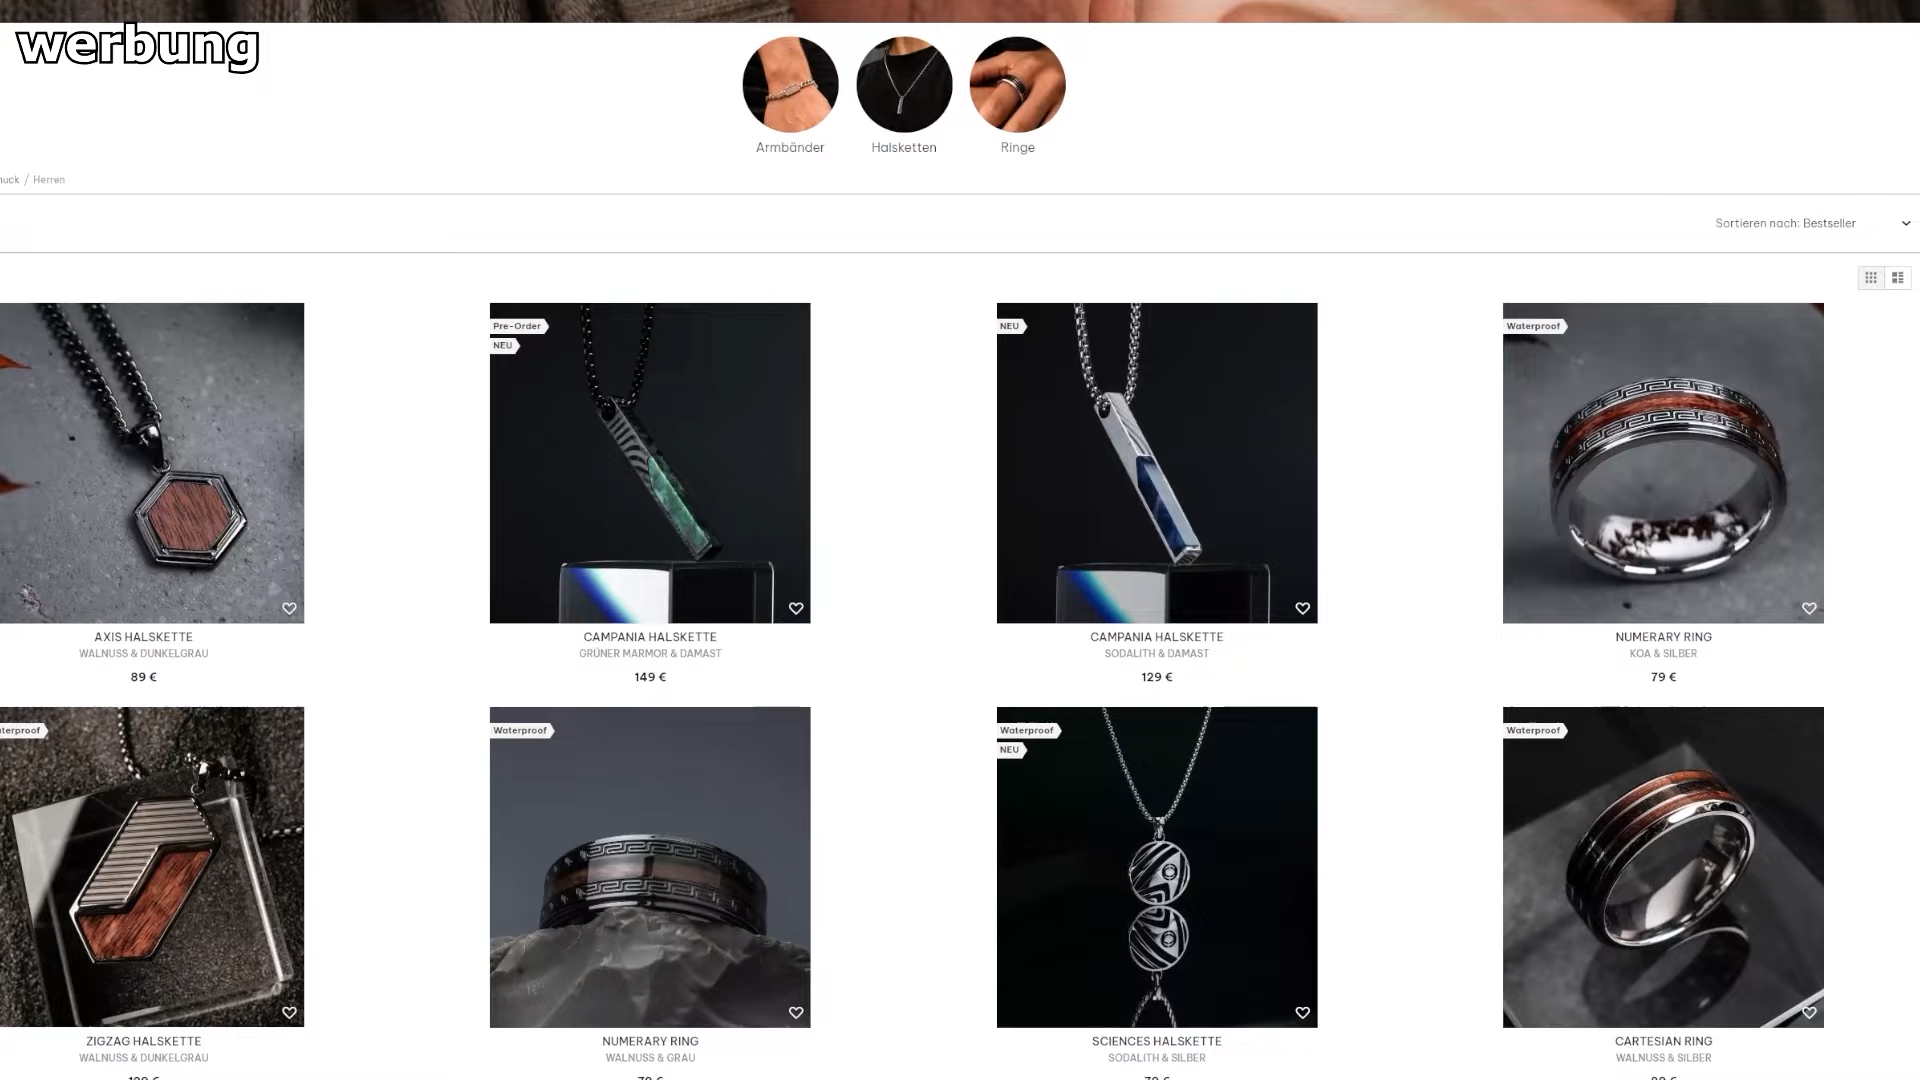 werbung
Armbänder
Halsketten
Ringe
/ Herren
Sortieren nach: Bestseller
Pre-Order
NEU
NEU
Waterproof
AXIS HALSKETTE
WALNUSS & DUNKELGRAU
89 €
CAMPANIA HALSKETTE
GRÜNER MARMOR & DAMAST
149 €
CAMPANIA HALSKETTE
SODALITH & DAMAST
129 €
NUMERARY RING
KOA & SILBER
79 €
Waterproof
Waterproof
NEU
Waterproof
ZIGZAG HALSKETTE
WALNUSS & DUNKELGRAU
NUMERARY RING
WALNUSS & GRAU
SCIENCES HALSKETTE
SODALITH & SILBER
CARTESIAN RING
WALNUSS & SILBER